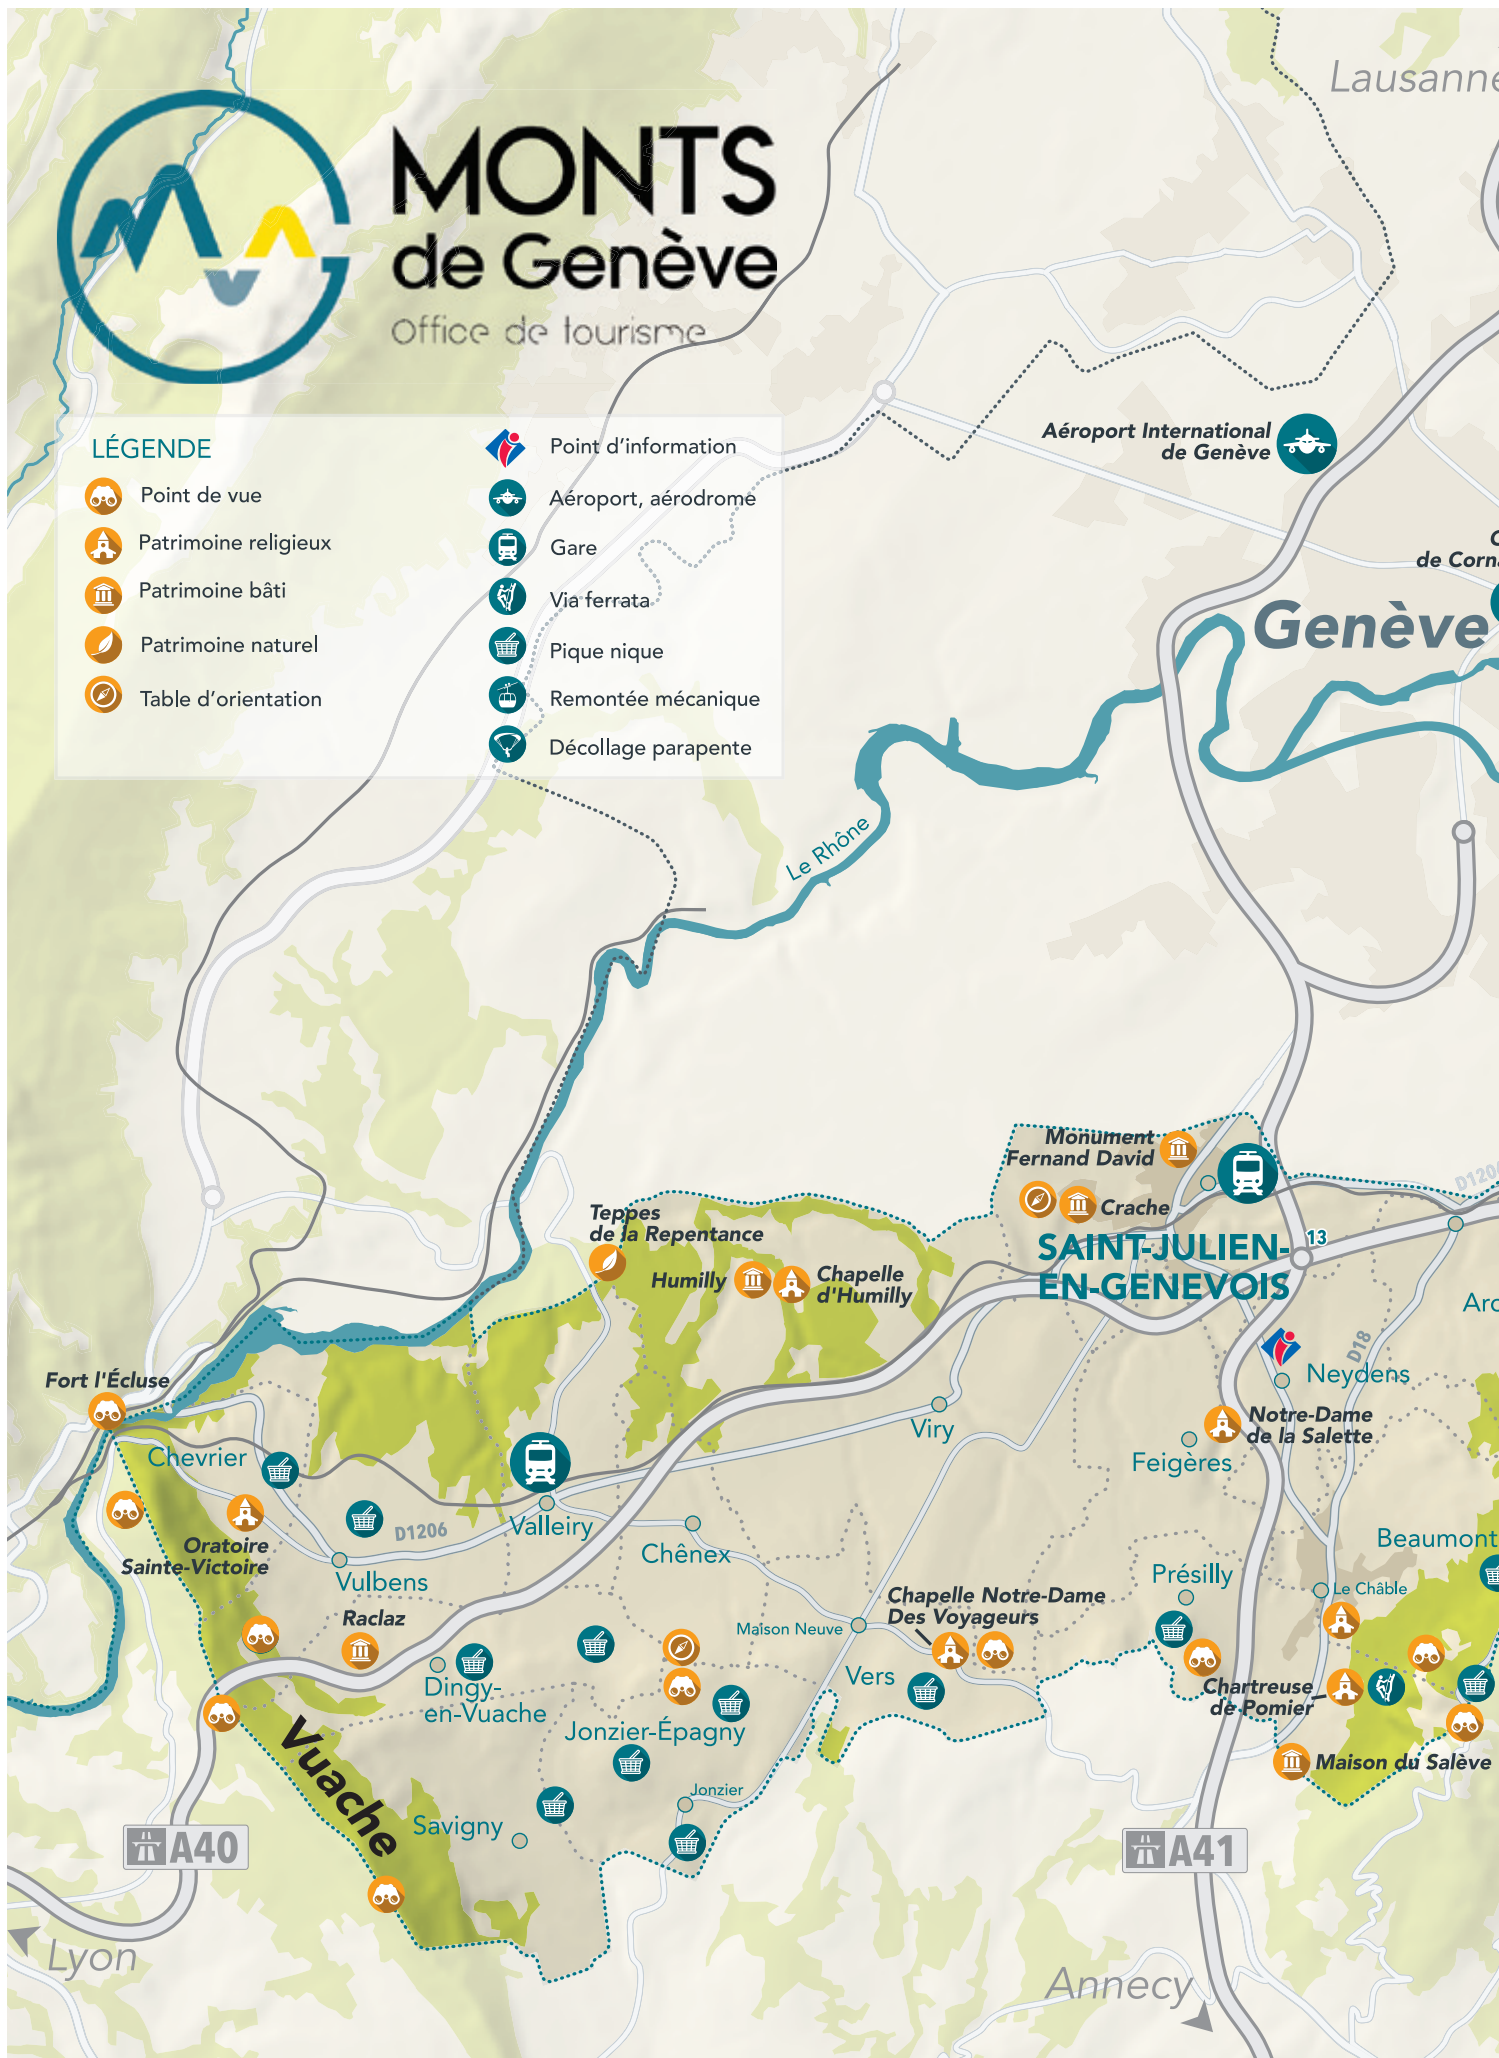 Lausanne
MONTS
de Genève
Office de tourisme
LÉGENDE
Point de vue
Patrimoine religieux
Patrimoine bâti
Patrimoine naturel
Table d'orientation
Point d'information
Aéroport, aérodrome
Gare
Via ferrata
Pique nique
Remontée mécanique
Décollage parapente
Aéroport International
de Genève
de Corna
Genève
Le Rhône
Monument
Fernand David
Crache
D1206
SAINT-JULIEN-
EN-GENEVOIS
13
Teppes
de la Repentance
Humilly
Chapelle
d'Humilly
Arc
D18
Neydens
Fort l'Écluse
Notre-Dame
de la Salette
Viry
Feigères
Chevrier
Valleiry
D1206
Oratoire
Sainte-Victoire
Chênex
Beaumont
Vulbens
Présilly
Le Châble
Raclaz
Chapelle Notre-Dame
Des Voyageurs
Maison Neuve
Vers
Dingy-
en-Vuache
Jonzier-Épagny
Chartreuse
de Pomier
Maison du Salève
Vuache
Jonzier
Savigny
A40
A41
Lyon
Annecy